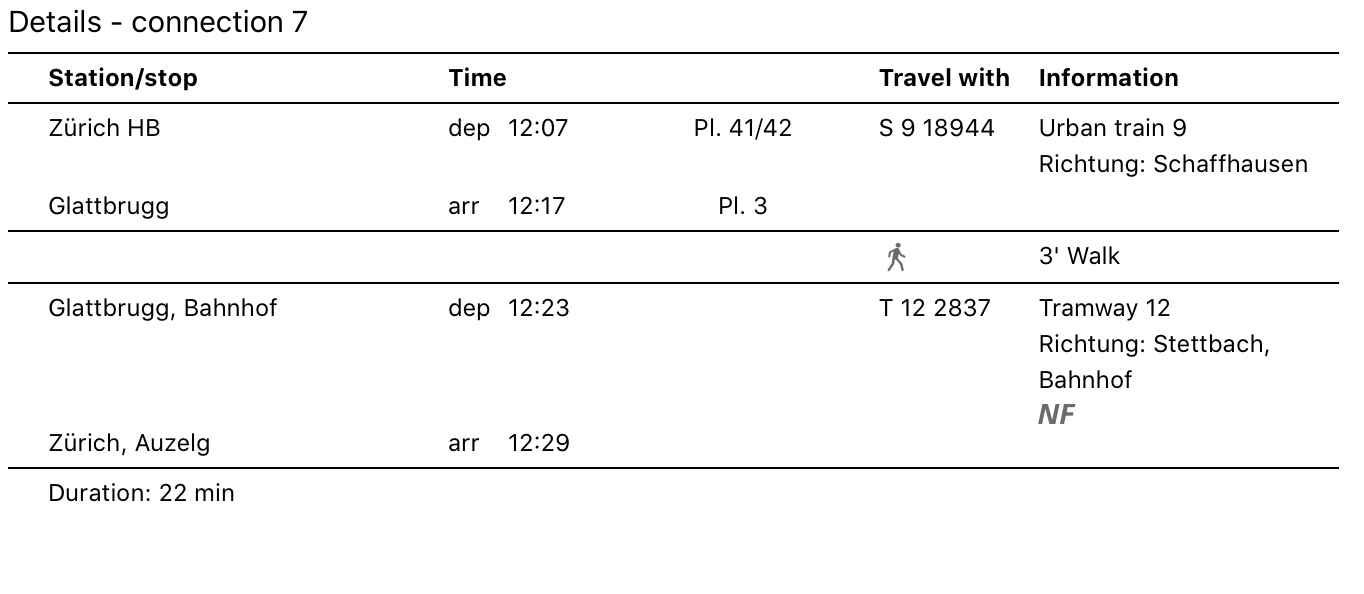 Details - connection 7
Station/stop Time Travel with Information
Zürich HB dep 12:07 Pl. 41/42 S 9 18944 Urban train 9
Richtung: Schaffhausen
Glattbrugg arr 12:17 Pl. 3
3' Walk
Glattbrugg, Bahnhof dep 12:23 T 12 2837 Tramway 12
Richtung: Stettbach,
Bahnhof
NF
Zürich, Auzelg arr 12:29
Duration: 22 min